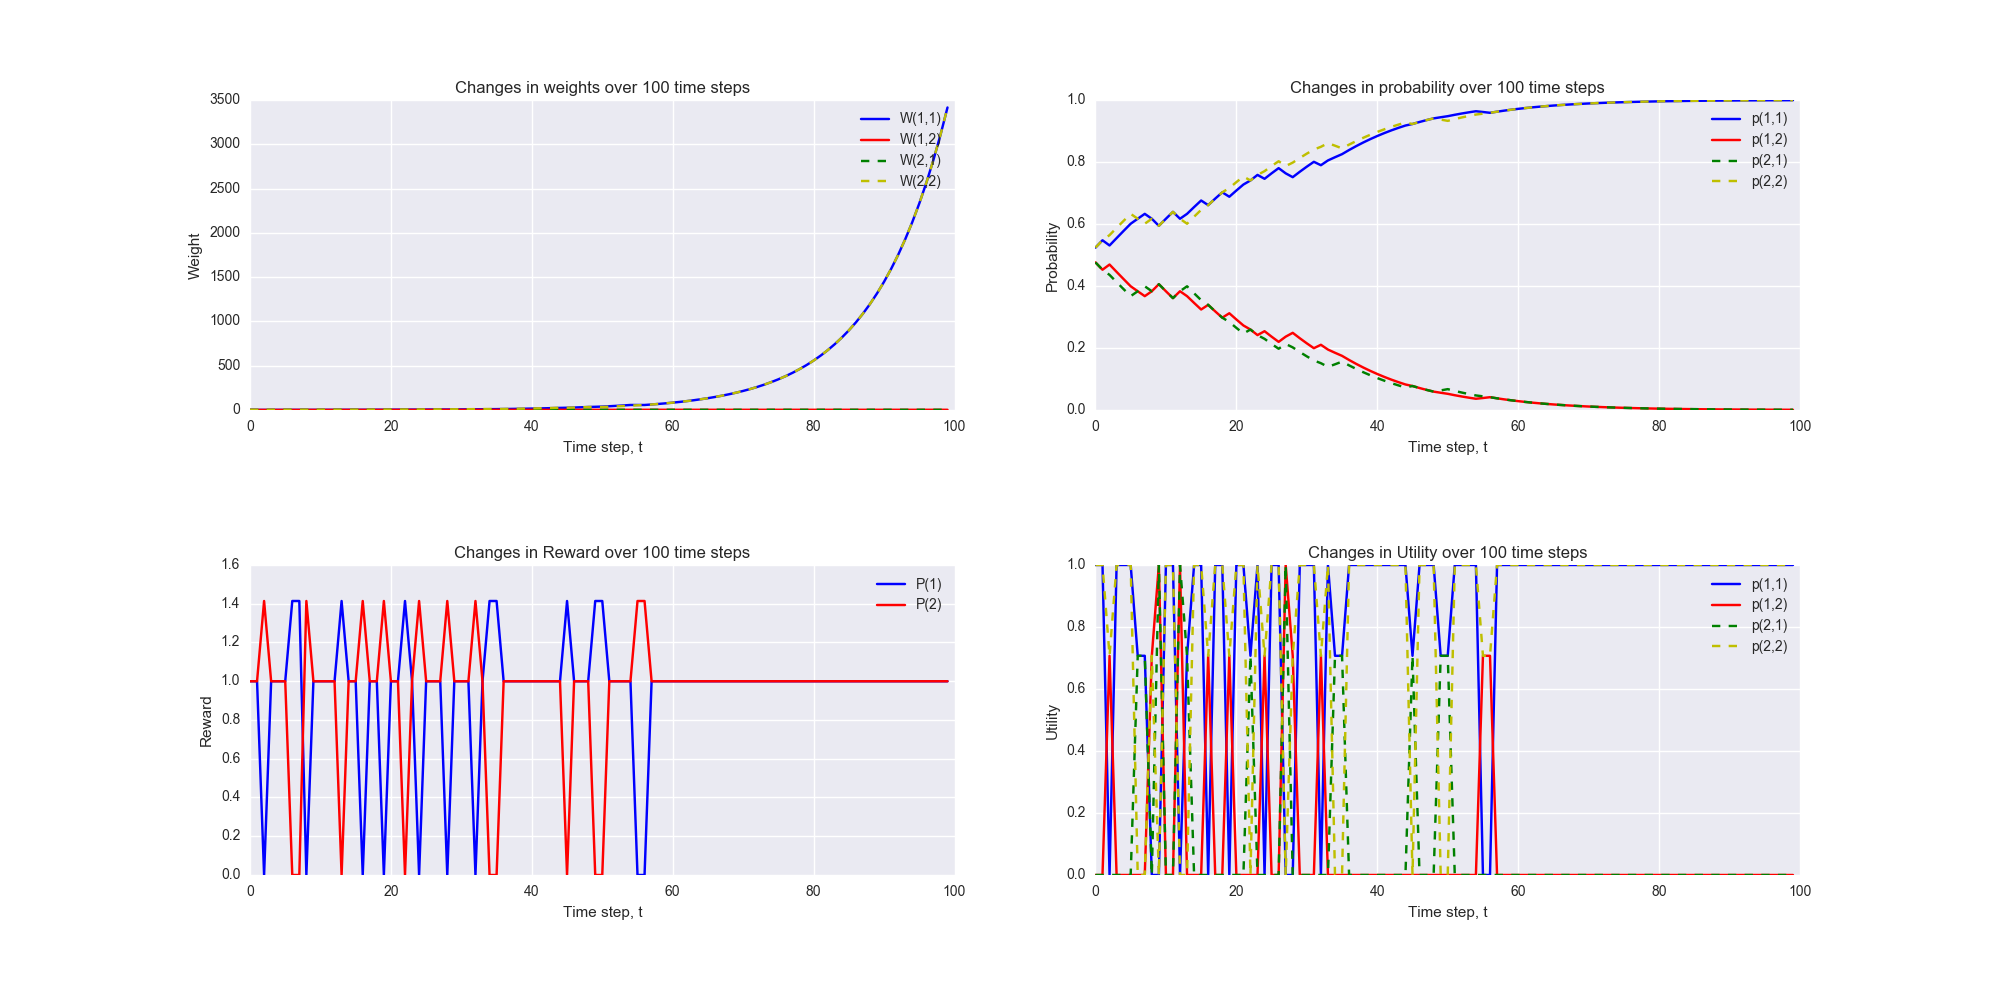 Changes in weights over 100 time steps
3500
3000
2500
2000
1500
1000
500
0
Weight
W(1,1)
W(1,2)
W(2,1)
W(2,2)
0 20 40 60 80 100
Time step, t
Changes in probability over 100 time steps
1.0
0.8
0.6
0.4
0.2
0.0
Probability
p(1,1)
p(1,2)
p(2,1)
p(2,2)
0 20 40 60 80 100
Time step, t
Changes in Reward over 100 time steps
1.6
1.4
1.2
1.0
0.8
0.6
0.4
0.2
0.0
Reward
P(1)
P(2)
0 20 40 60 80 100
Time step, t
Changes in Utility over 100 time steps
1.0
0.8
0.6
0.4
0.2
0.0
Utility
p(1,1)
p(1,2)
p(2,1)
p(2,2)
0 20 40 60 80 100
Time step, t